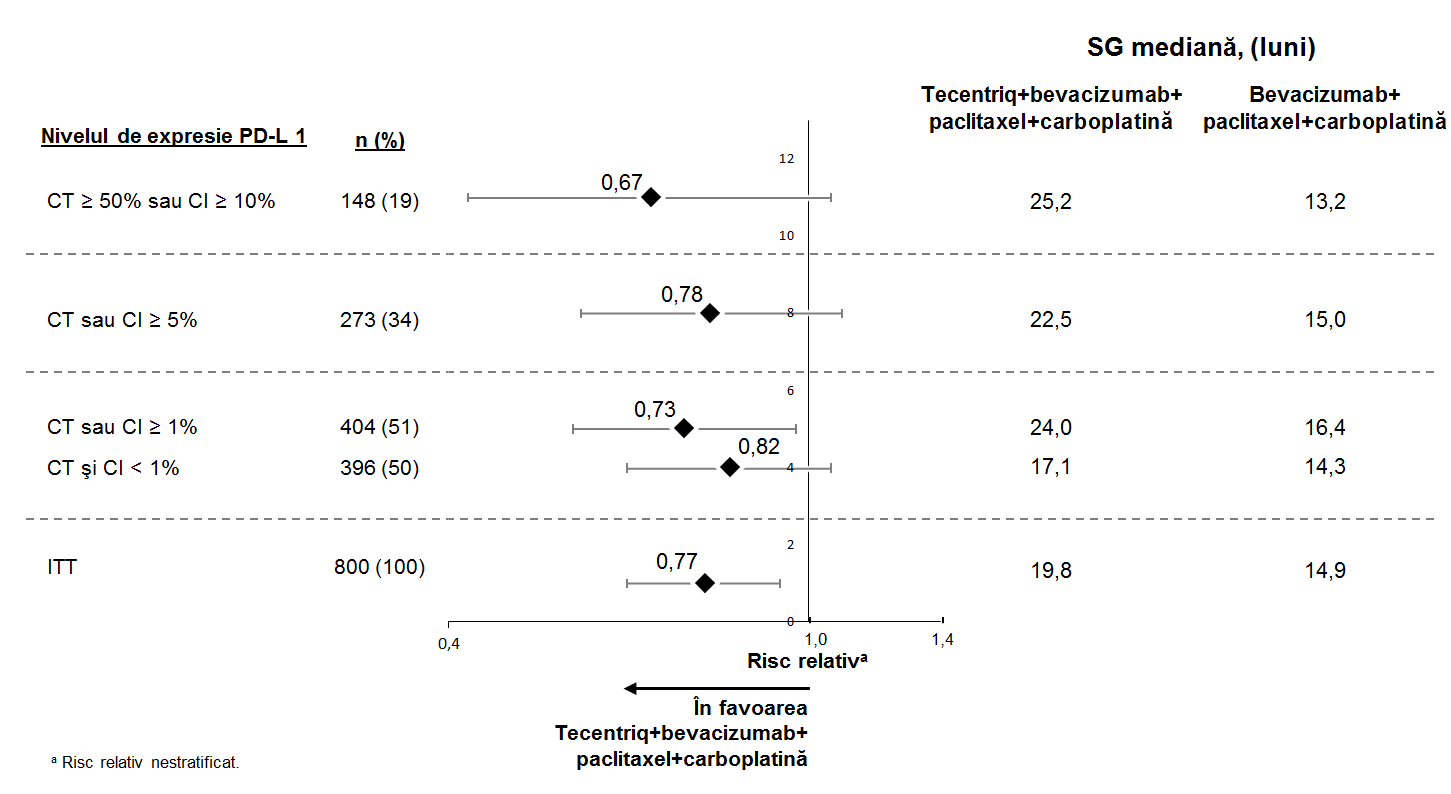 SG mediană, (luni)
Tecentriq+bevacizumab+ Bevacizumab+
paclitaxel+carboplatină paclitaxel+carboplatină
Nivelul de expresie PD-L 1 n (%)
12
0,67
CT ≥ 50% sau CI ≥ 10% 148 (19) 25,2 13,2
10
0,78
8
CT sau CI ≥ 5% 273 (34) 22,5 15,0
6
0,73
CT sau CI ≥ 1% 404 (51) 24,0 16,4
0,82
CT şi CI < 1% 396 (50) 4 17,1 14,3
2
0,77
ITT 800 (100) 19,8 14,9
0
0,4 1,0 1,4
Risc relativᵃ
În favoarea
Tecentriq+bevacizumab+
paclitaxel+carboplatină
ᵃ Risc relativ nestratificat.